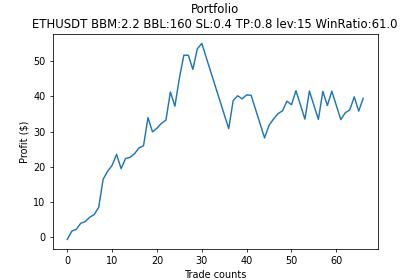 Portfolio
ETHUSDT BBM:2.2 BBL:160 SL:0.4 TP:0.8 lev:15 WinRatio:61.0
Profit ($)
50
40
30
20
10
0
0 10 20 30 40 50 60
Trade counts